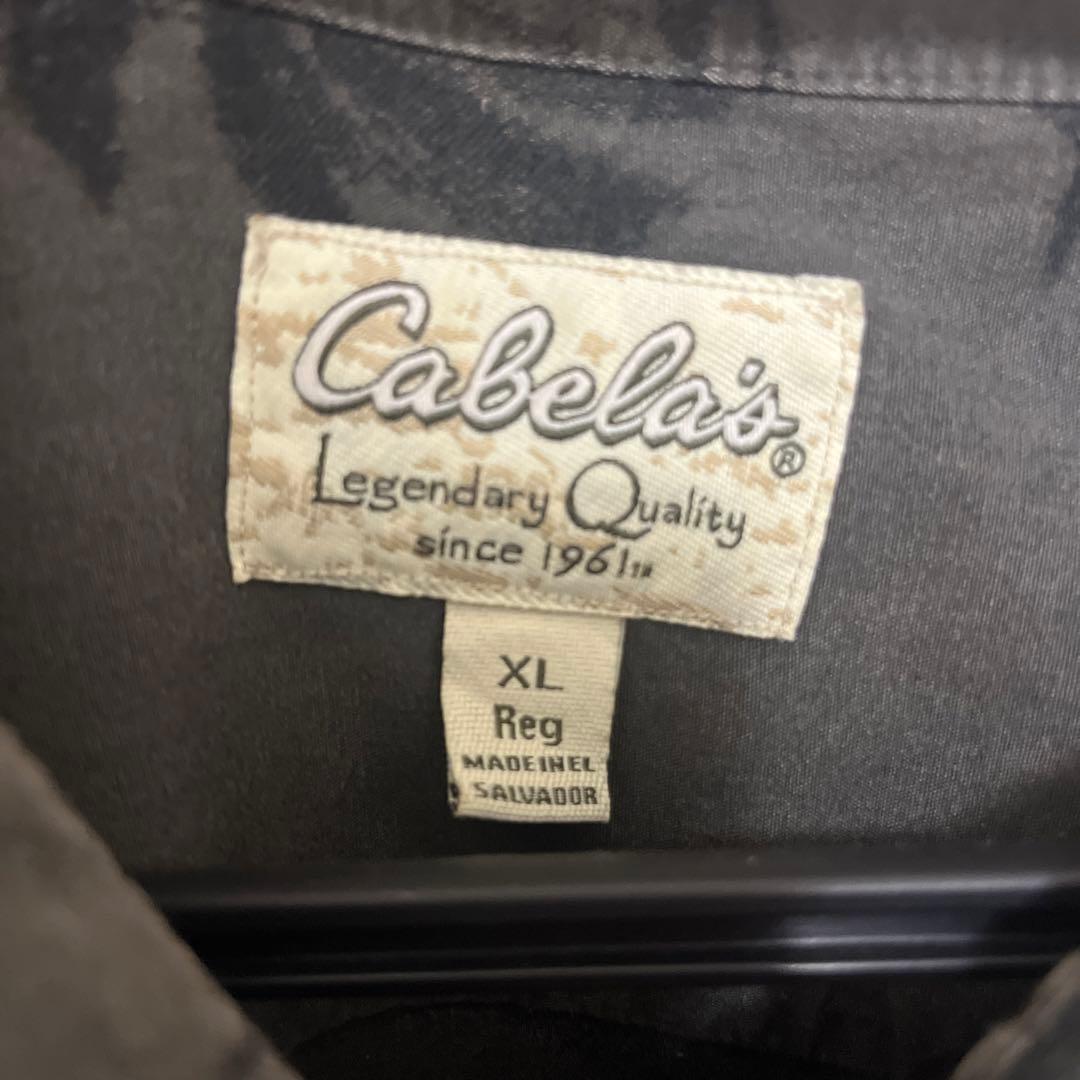 Cabela's®
Legendary Quality
since 1961™
XL
Reg
MADE IN EL
SALVADOR